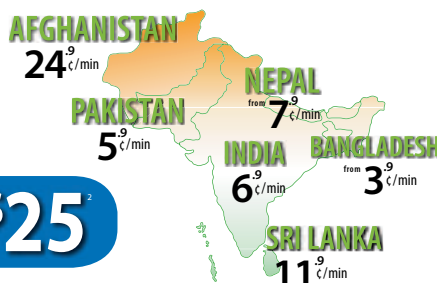 AFGHANISTAN
24.9¢/min
NEPAL
from 7.9¢/min
PAKISTAN
5.9¢/min
INDIA
6.9¢/min
BANGLADESH
from 3.9¢/min
$25²
SRI LANKA
11.9¢/min